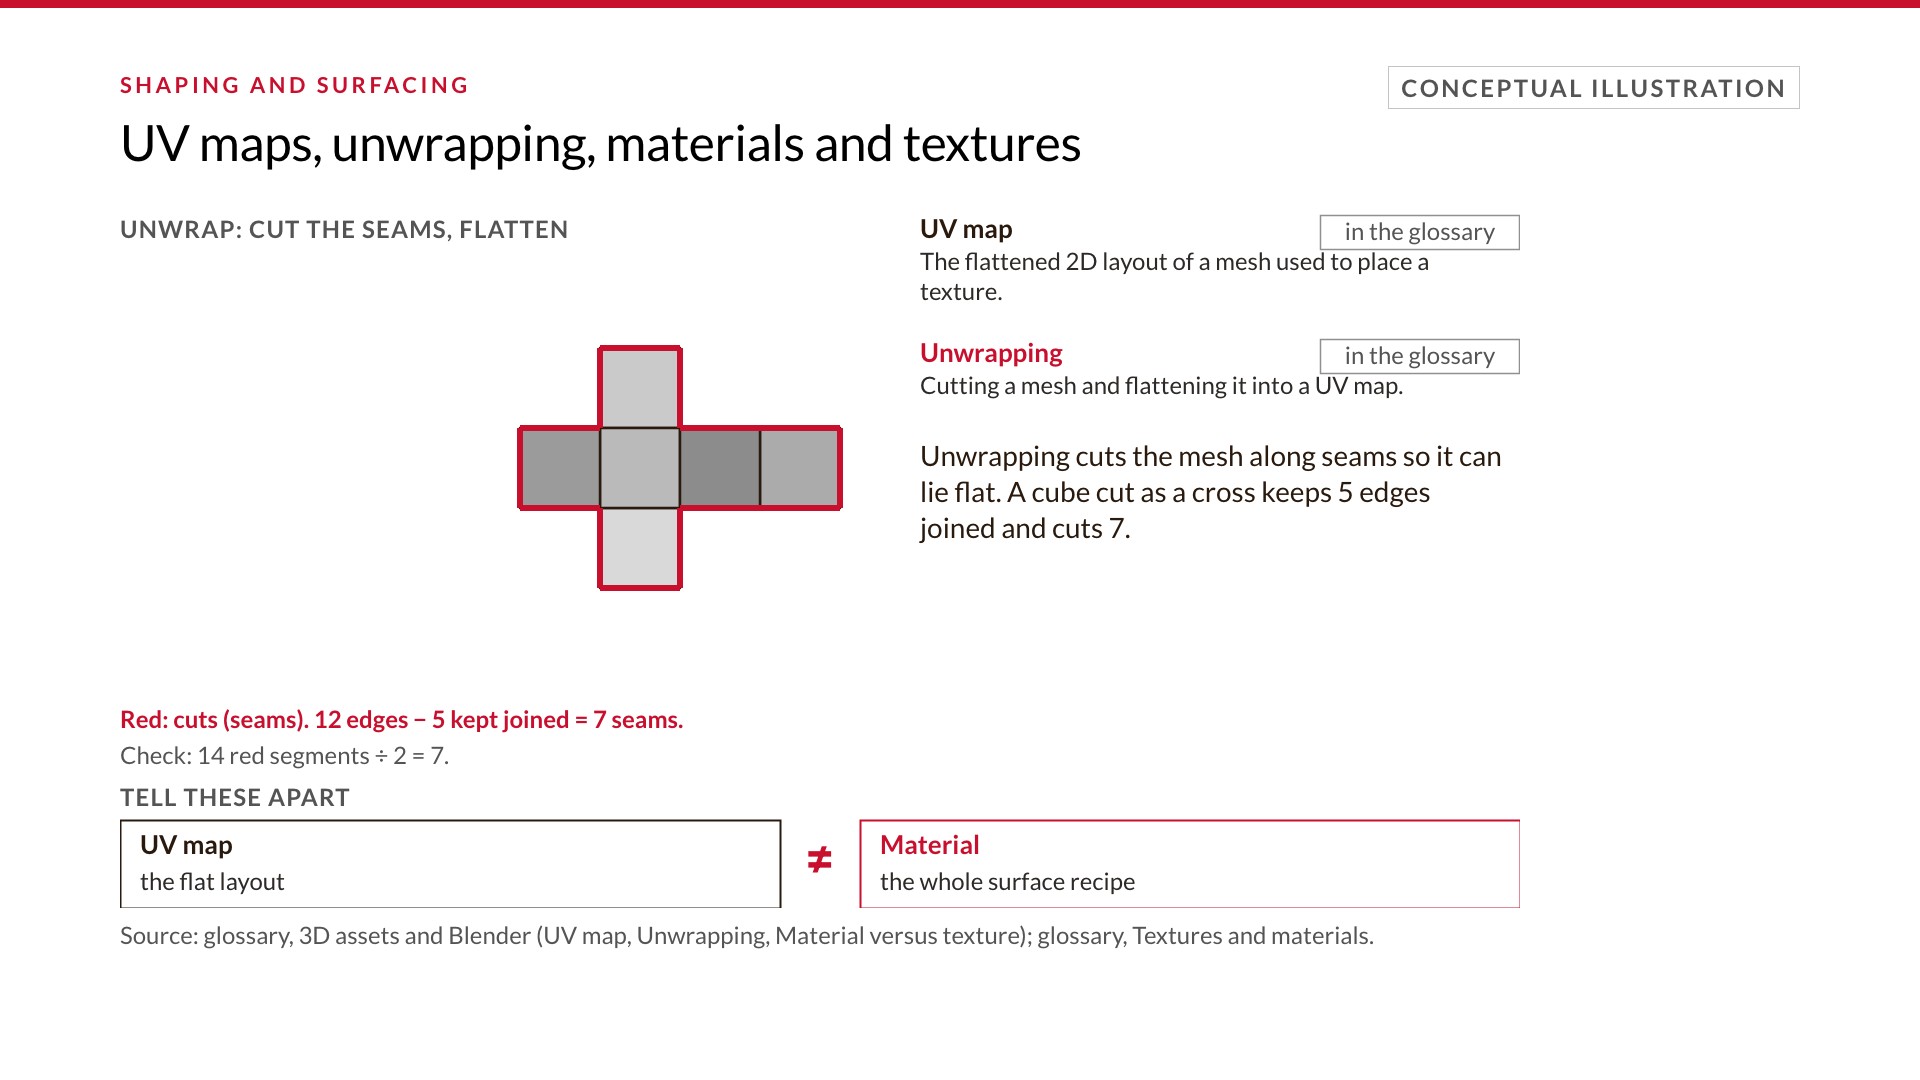 SHAPING AND SURFACING
CONCEPTUAL ILLUSTRATION
UV maps, unwrapping, materials and textures
UNWRAP: CUT THE SEAMS, FLATTEN
UV map
in the glossary
The flattened 2D layout of a mesh used to place a
texture.
Unwrapping
in the glossary
Cutting a mesh and flattening it into a UV map.
Unwrapping cuts the mesh along seams so it can
lie flat. A cube cut as a cross keeps 5 edges
joined and cuts 7.
Red: cuts (seams). 12 edges − 5 kept joined = 7 seams.
Check: 14 red segments ÷ 2 = 7.
TELL THESE APART
UV map
the flat layout
≠
Material
the whole surface recipe
Source: glossary, 3D assets and Blender (UV map, Unwrapping, Material versus texture); glossary, Textures and materials.